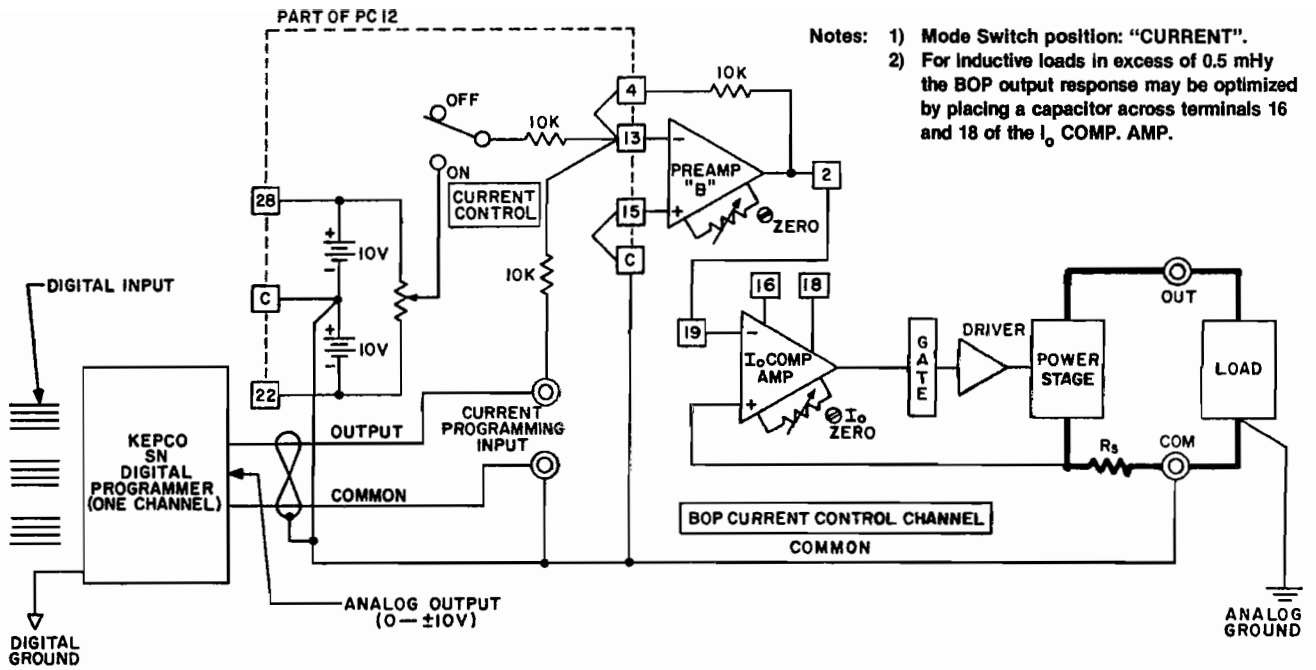 PART OF PC 12
Notes: 1) Mode Switch position: “CURRENT”.
2) For inductive loads in excess of 0.5 mHy
the BOP output response may be optimized
by placing a capacitor across terminals 16
and 18 of the Io COMP. AMP.
4
10K
OFF
10K
13
−
PREAMP
"B"
2
ON
CURRENT
CONTROL
28
15
+
ZERO
+
10V
−
C
10K
DIGITAL INPUT
C
16
18
OUT
19
−
Io COMP
AMP
+
GATE
DRIVER
POWER
STAGE
LOAD
+
10V
−
22
Io
ZERO
CURRENT
PROGRAMMING
INPUT
OUTPUT
KEPCO
SN
DIGITAL
PROGRAMMER
(ONE CHANNEL)
COMMON
Rs
COM
BOP CURRENT CONTROL CHANNEL
COMMON
ANALOG OUTPUT
(0—±10V)
DIGITAL
GROUND
ANALOG
GROUND